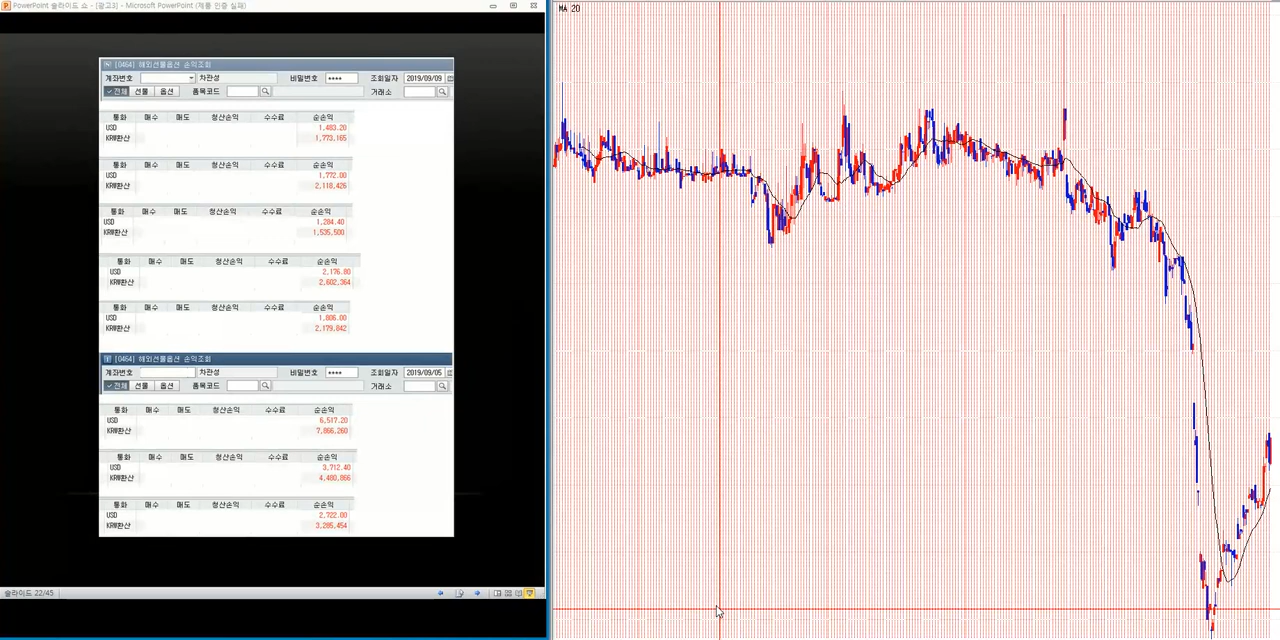 PowerPoint 슬라이드 쇼 - [광고3] - Microsoft PowerPoint (제품 인증 실패)
MA 20
[0464] 해외선물옵션 손익조회
계좌번호 차관성 비밀번호 **** 조회일자 2019/09/09
전체 선물 옵션 품목코드 거래소
통화 매수 매도 청산손익 수수료 순손익
USD 1,483.20
KRW환산 1,773,165
통화 매수 매도 청산손익 수수료 순손익
USD 1,772.00
KRW환산 2,118,426
통화 매수 매도 청산손익 수수료 순손익
USD 1,284.40
KRW환산 1,535,500
통화 매수 매도 청산손익 수수료 순손익
USD 2,176.80
KRW환산 2,602,364
통화 매수 매도 청산손익 수수료 순손익
USD 1,806.00
KRW환산 2,179,842
[0464] 해외선물옵션 손익조회
계좌번호 차관성 비밀번호 **** 조회일자 2019/09/05
전체 선물 옵션 품목코드 거래소
통화 매수 매도 청산손익 수수료 순손익
USD 6,517.20
KRW환산 7,866,260
통화 매수 매도 청산손익 수수료 순손익
USD 3,712.40
KRW환산 4,480,866
통화 매수 매도 청산손익 수수료 순손익
USD 2,722.00
KRW환산 3,285,454
슬라이드 22/45